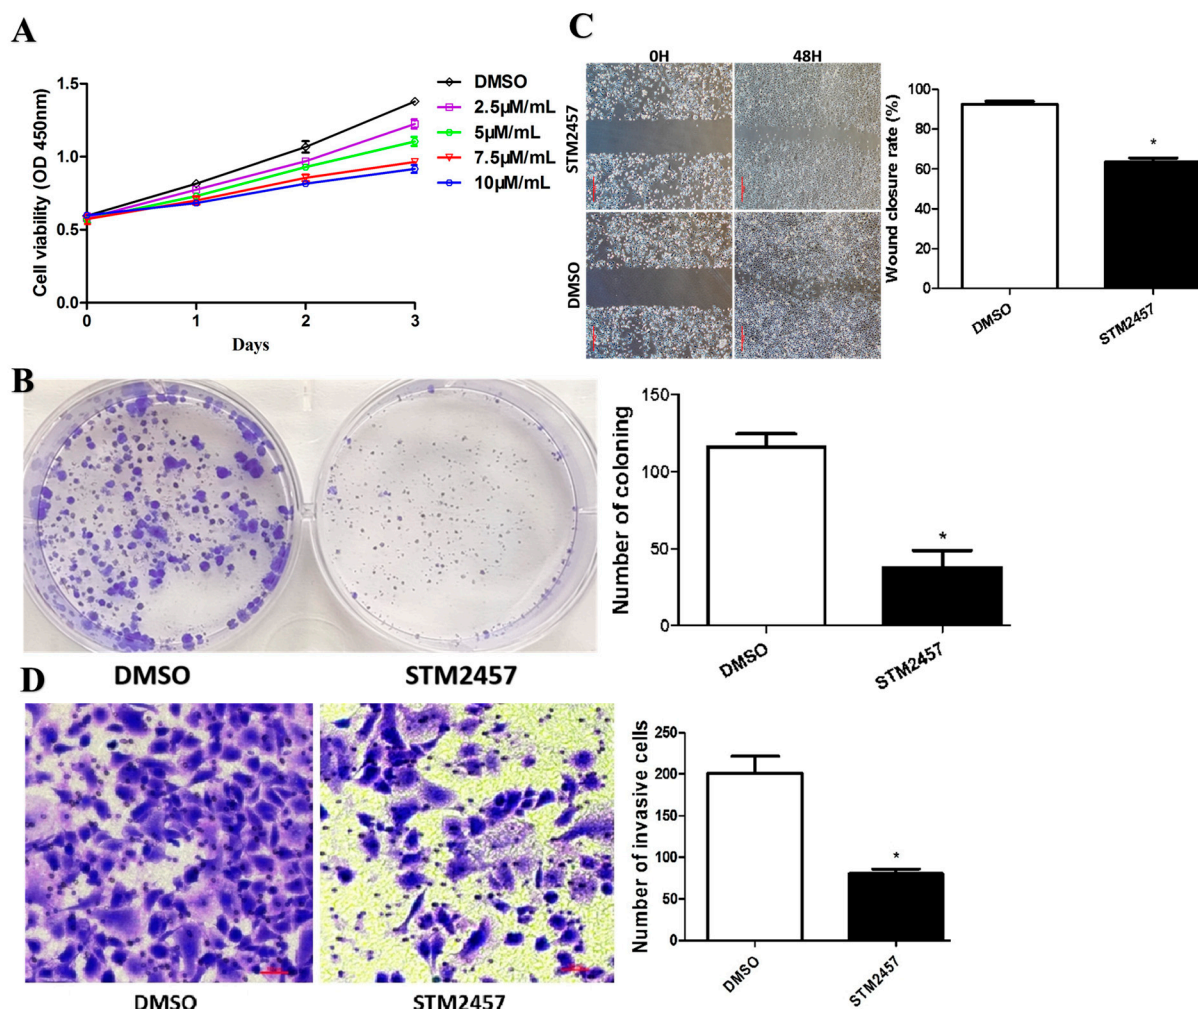 A
1.5
1.0
0.5
0.0
Cell viability (OD 450nm)
0 1 2 3
Days
DMSO
2.5μM/mL
5μM/mL
7.5μM/mL
10μM/mL
C
0H 48H
STM2457
DMSO
Wound closure rate (%)
100
80
60
40
20
0
*
DMSO
STM2457
B
DMSO STM2457
Number of coloning
150
100
50
0
*
DMSO
STM2457
D
DMSO STM2457
Number of invasive cells
250
200
150
100
50
0
*
DMSO
STM2457